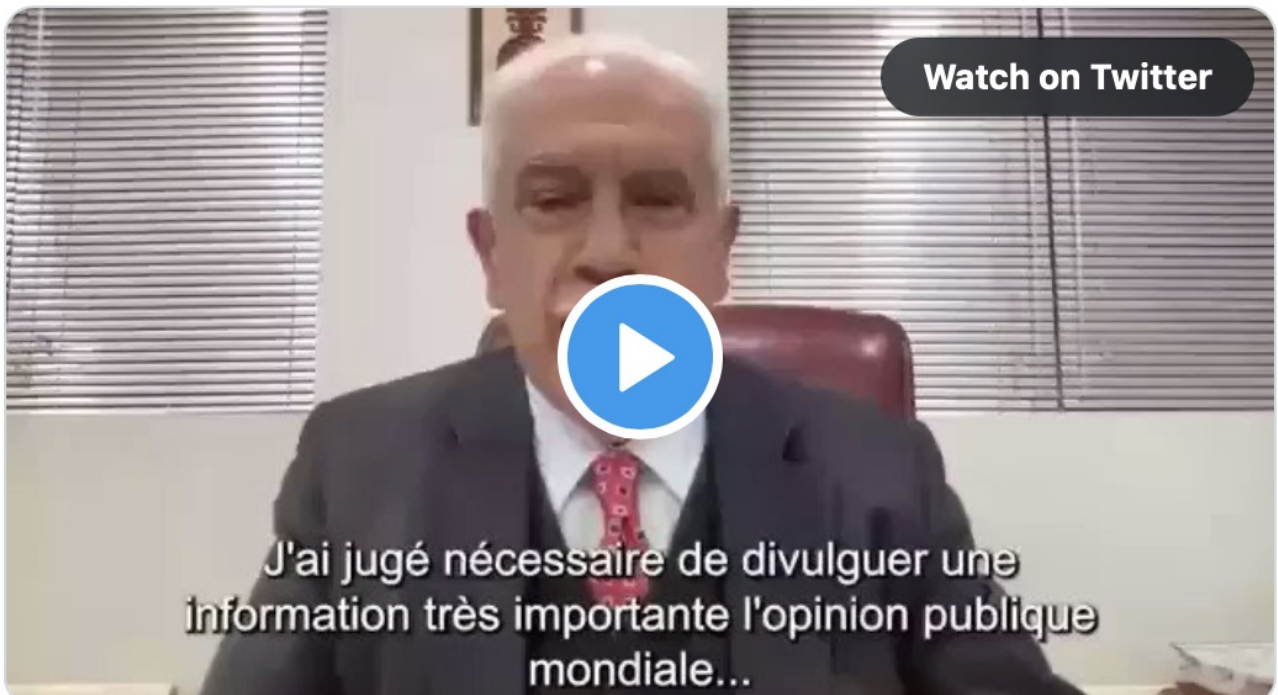 Watch on Twitter
J'ai jugé nécessaire de divulguer une
information très importante l'opinion publique
mondiale...